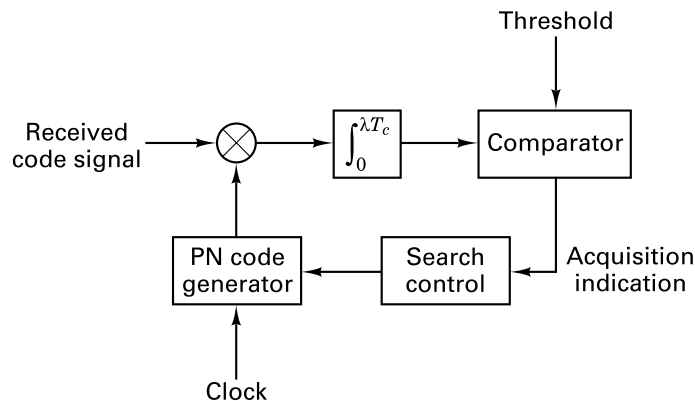 Threshold
Received
code signal
∫₀^λT_c
Comparator
PN code
generator
Search
control
Acquisition
indication
Clock